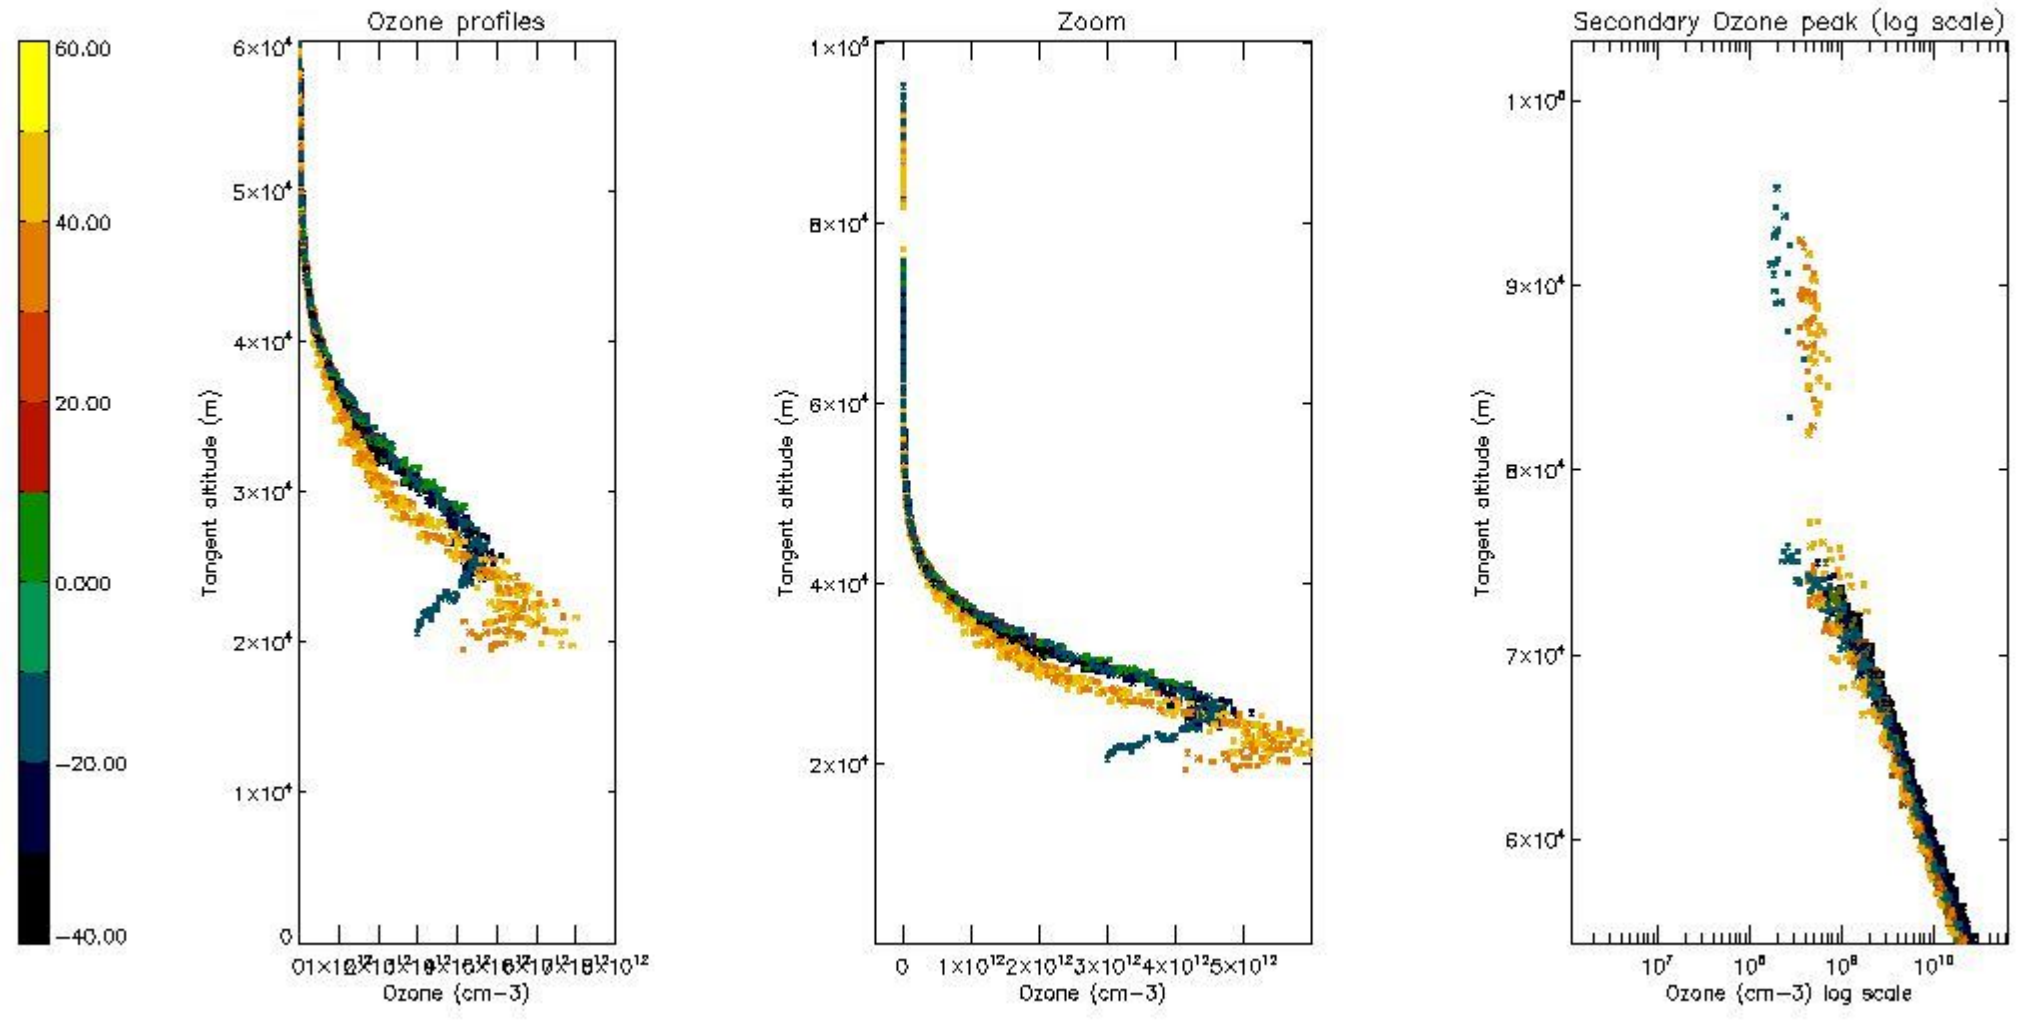 Ozone profiles
Zoom
Secondary Ozone peak (log scale)
60.00
40.00
20.00
0.000
-20.00
-40.00
6×10⁴
5×10⁴
4×10⁴
3×10⁴
2×10⁴
1×10⁴
0
Tangent altitude (m)
Ozone (cm-3)
1×10⁵
8×10⁴
6×10⁴
4×10⁴
2×10⁴
Tangent altitude (m)
0 1×10¹² 2×10¹² 3×10¹² 4×10¹² 5×10¹²
Ozone (cm-3)
9×10⁴
8×10⁴
7×10⁴
6×10⁴
Tangent altitude (m)
10⁷ 10⁸ 10⁹ 10¹⁰
Ozone (cm-3) log scale